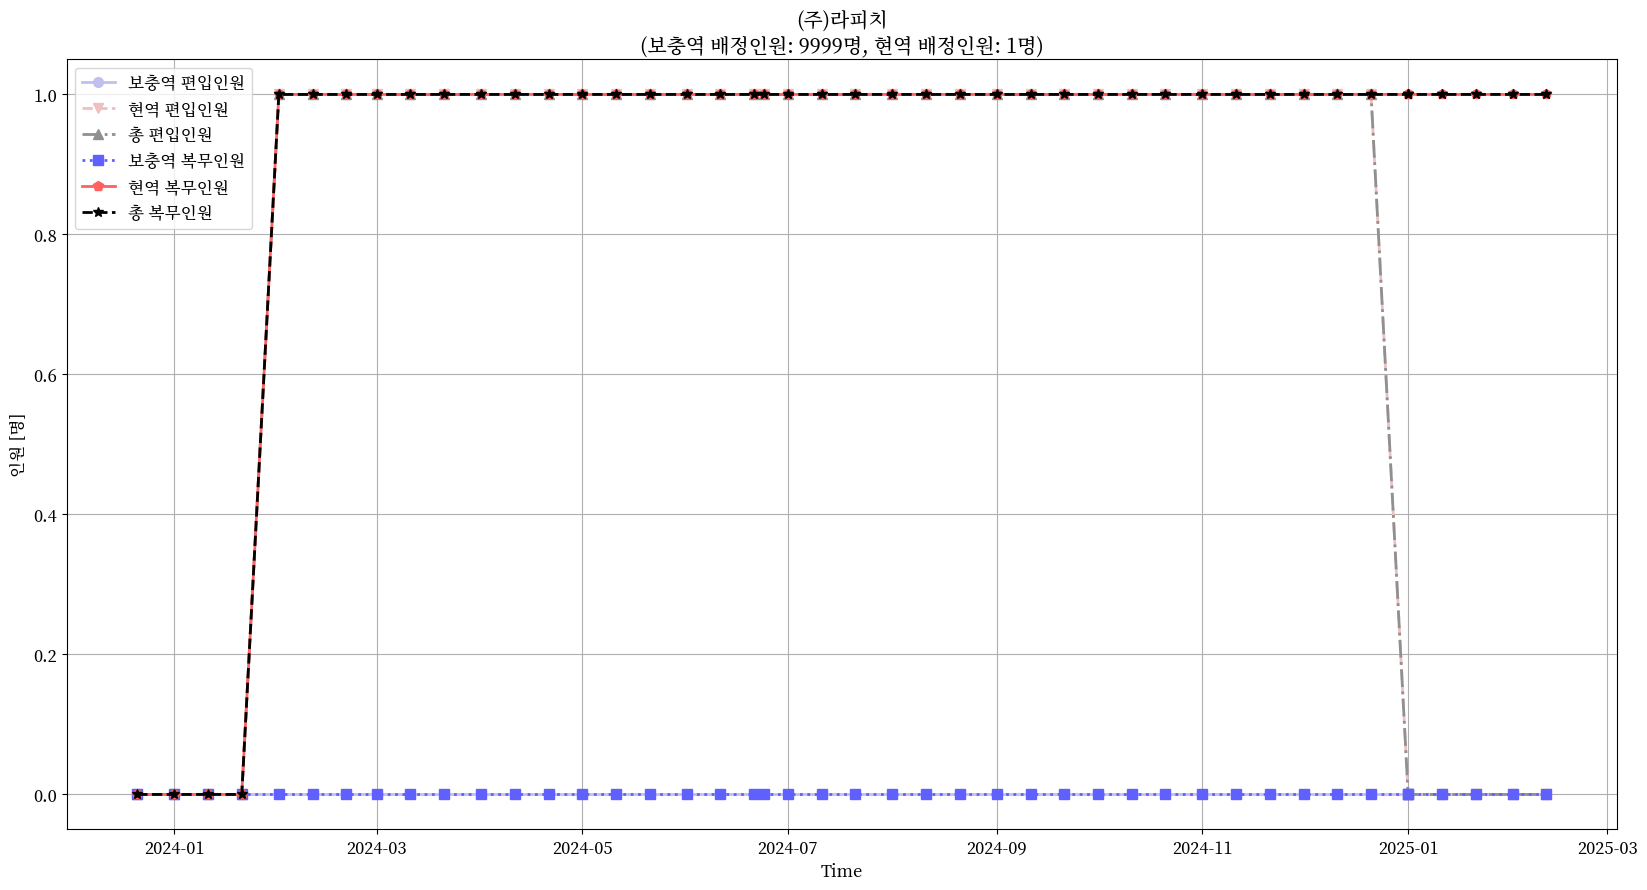 (주)라피치
(보충역 배정인원: 9999명, 현역 배정인원: 1명)
보충역 편입인원
현역 편입인원
총 편입인원
보충역 복무인원
현역 복무인원
총 복무인원
인원 [명]
1.0
0.8
0.6
0.4
0.2
0.0
2024-01
2024-03
2024-05
2024-07
2024-09
2024-11
2025-01
2025-03
Time